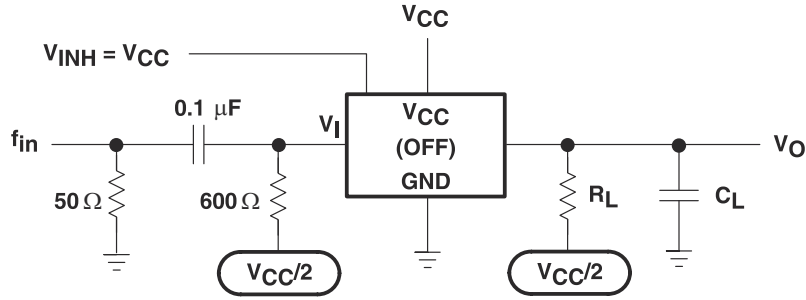 VCC
VINH = VCC
0.1 μF
fin
VI
VCC
(OFF)
GND
VO
50 Ω
600 Ω
RL
CL
VCC/2
VCC/2